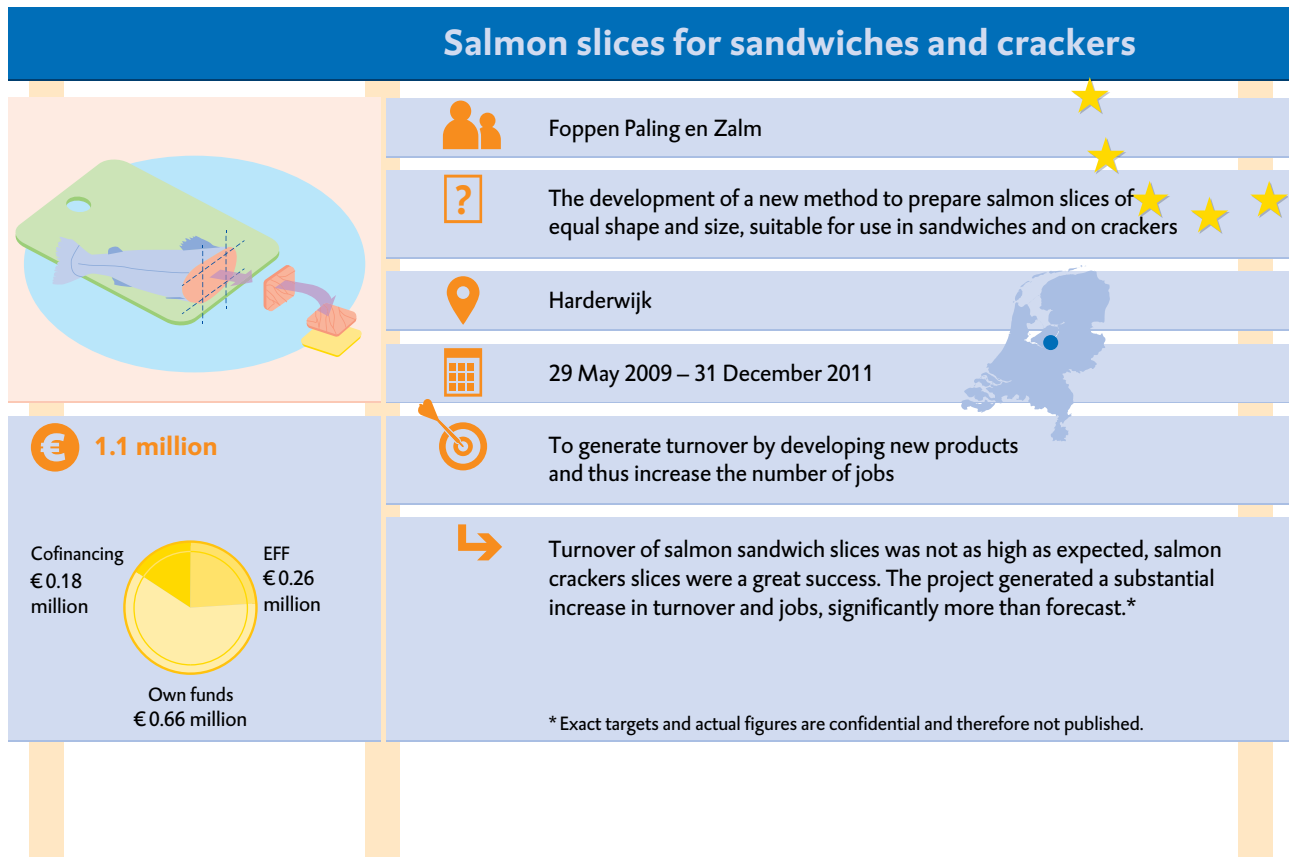 Salmon slices for sandwiches and crackers
Foppen Paling en Zalm
?
The development of a new method to prepare salmon slices of
equal shape and size, suitable for use in sandwiches and on crackers
Harderwijk
29 May 2009 – 31 December 2011
€ 1.1 million
To generate turnover by developing new products
and thus increase the number of jobs
Cofinancing
€ 0.18
million
EFF
€ 0.26
million
Own funds
€ 0.66 million
Turnover of salmon sandwich slices was not as high as expected, salmon
crackers slices were a great success. The project generated a substantial
increase in turnover and jobs, significantly more than forecast.*
* Exact targets and actual figures are confidential and therefore not published.